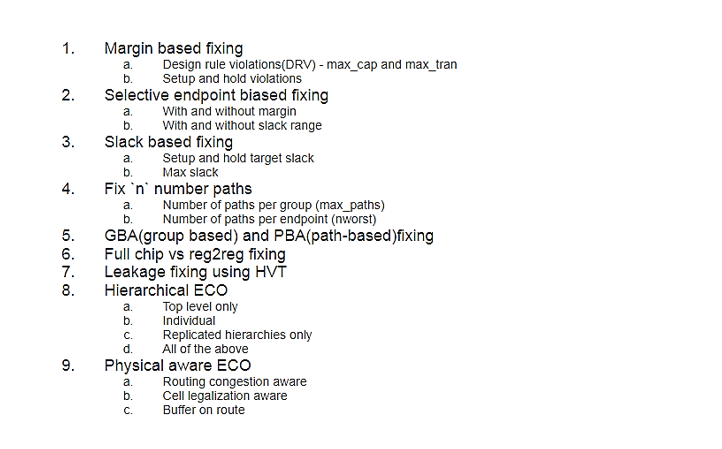 1. Margin based fixing
a. Design rule violations(DRV) - max_cap and max_tran
b. Setup and hold violations
2. Selective endpoint biased fixing
a. With and without margin
b. With and without slack range
3. Slack based fixing
a. Setup and hold target slack
b. Max slack
4. Fix `n` number paths
a. Number of paths per group (max_paths)
b. Number of paths per endpoint (nworst)
5. GBA(group based) and PBA(path-based)fixing
6. Full chip vs reg2reg fixing
7. Leakage fixing using HVT
8. Hierarchical ECO
a. Top level only
b. Individual
c. Replicated hierarchies only
d. All of the above
9. Physical aware ECO
a. Routing congestion aware
b. Cell legalization aware
c. Buffer on route